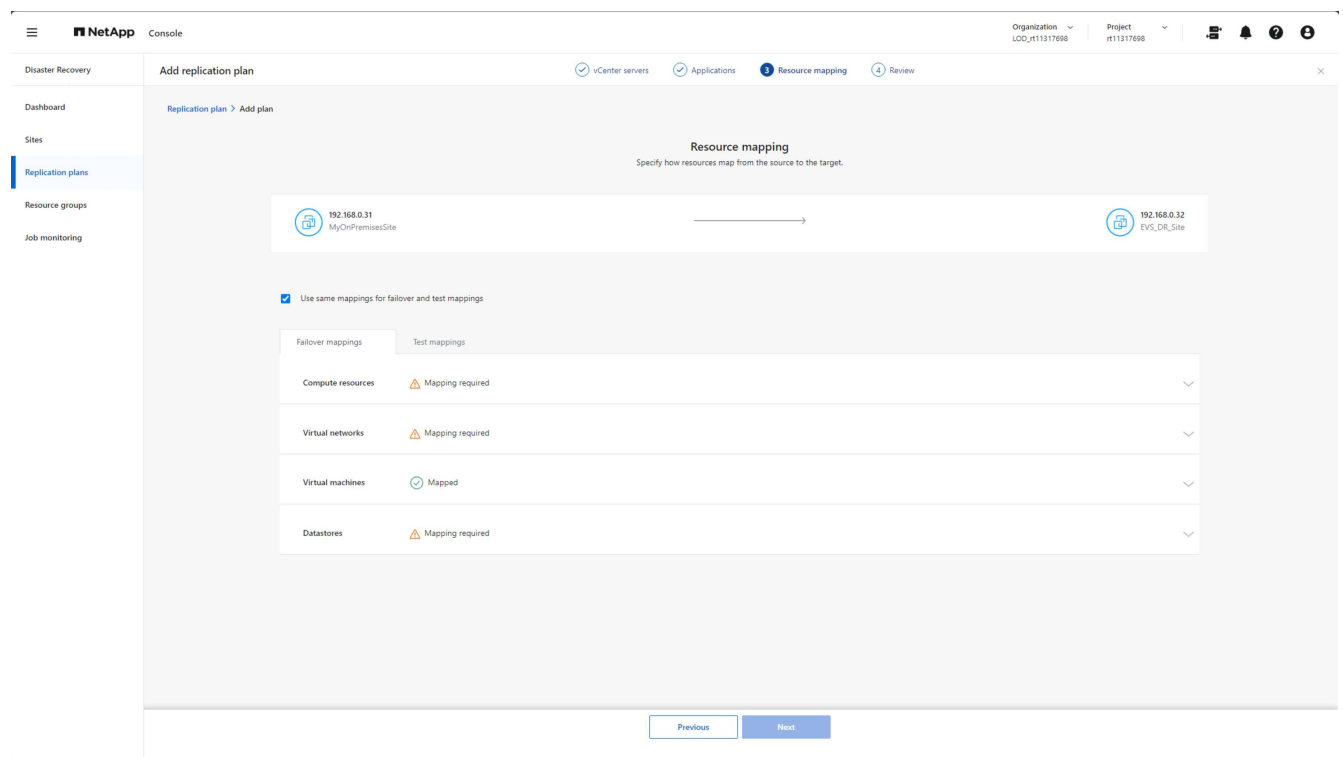 NetApp Console
Organization
LOD_rt11317698
Project
rt11317698
Disaster Recovery
Add replication plan
vCenter servers
Applications
3 Resource mapping
4 Review
Dashboard
Sites
Replication plans
Resource groups
Job monitoring
Replication plan > Add plan
Resource mapping
Specify how resources map from the source to the target.
192.168.0.31
MyOnPremisesSite
192.168.0.32
EVS_DR_Site
Use same mappings for failover and test mappings
Failover mappings
Test mappings
Compute resources Mapping required
Virtual networks Mapping required
Virtual machines Mapped
Datastores Mapping required
Previous
Next